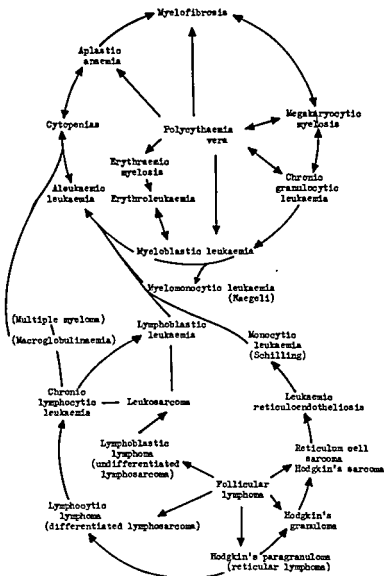 Myelofibrosis
Aplastic
anaemia
Megakaryocytic
myelosis
Cytopenias
Polycythaemia
vera
Erythraemic
myelosis
Aleukaemic
leukaemia
Erythroleukaemia
Chronic
granulocytic
leukaemia
Myeloblastic leukaemia
Myelomonocytic leukaemia
(Naegeli)
(Multiple myeloma)
(Macroglobulinaemia)
Lymphoblastic
leukaemia
Monocytic
leukaemia
(Schilling)
Chronic
lymphocytic
leukaemia
Leukosarcoma
Leukaemic
reticuloendotheliosis
Lymphoblastic
lymphoma
(undifferentiated
lymphosarcoma)
Reticulum cell
sarcoma
Hodgkin's sarcoma
Follicular
lymphoma
Lymphocytic
lymphoma
(differentiated lymphosarcoma)
Hodgkin's
granuloma
Hodgkin's paragranuloma
(reticular lymphoma)